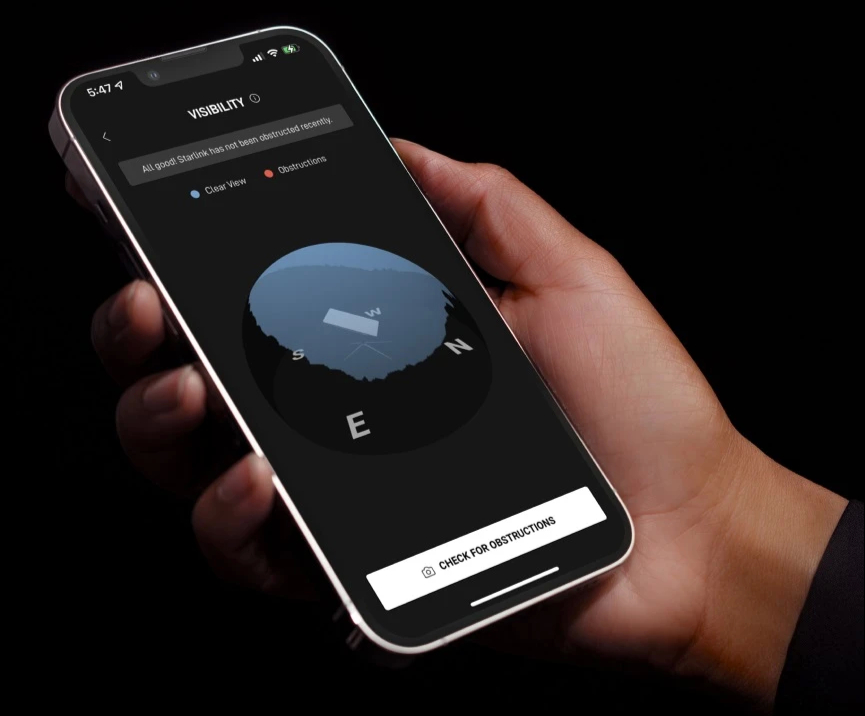 5:47
VISIBILITY
All good! Starlink has not been obstructed recently.
Clear View
Obstructions
W
S
N
E
CHECK FOR OBSTRUCTIONS